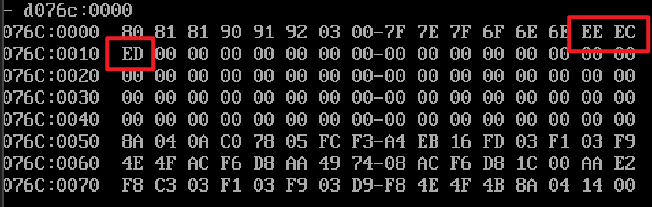 - d076c:0000
076C:0000 80 81 81 90 91 92 03 00-7F 7E 7F 6F 6E 6E EE EC
076C:0010 ED 00 00 00 00 00 00 00-00 00 00 00 00 00 00 00
076C:0020 00 00 00 00 00 00 00 00-00 00 00 00 00 00 00 00
076C:0030 00 00 00 00 00 00 00 00-00 00 00 00 00 00 00 00
076C:0040 00 00 00 00 00 00 00 00-00 00 00 00 00 00 00 00
076C:0050 8A 04 0A C0 78 05 FC F3-A4 EB 16 FD 03 F1 03 F9
076C:0060 4E 4F AC F6 D8 AA 49 74-08 AC F6 D8 1C 00 AA E2
076C:0070 F8 C3 03 F1 03 F9 03 D9-F8 4E 4F 4B 8A 04 14 00